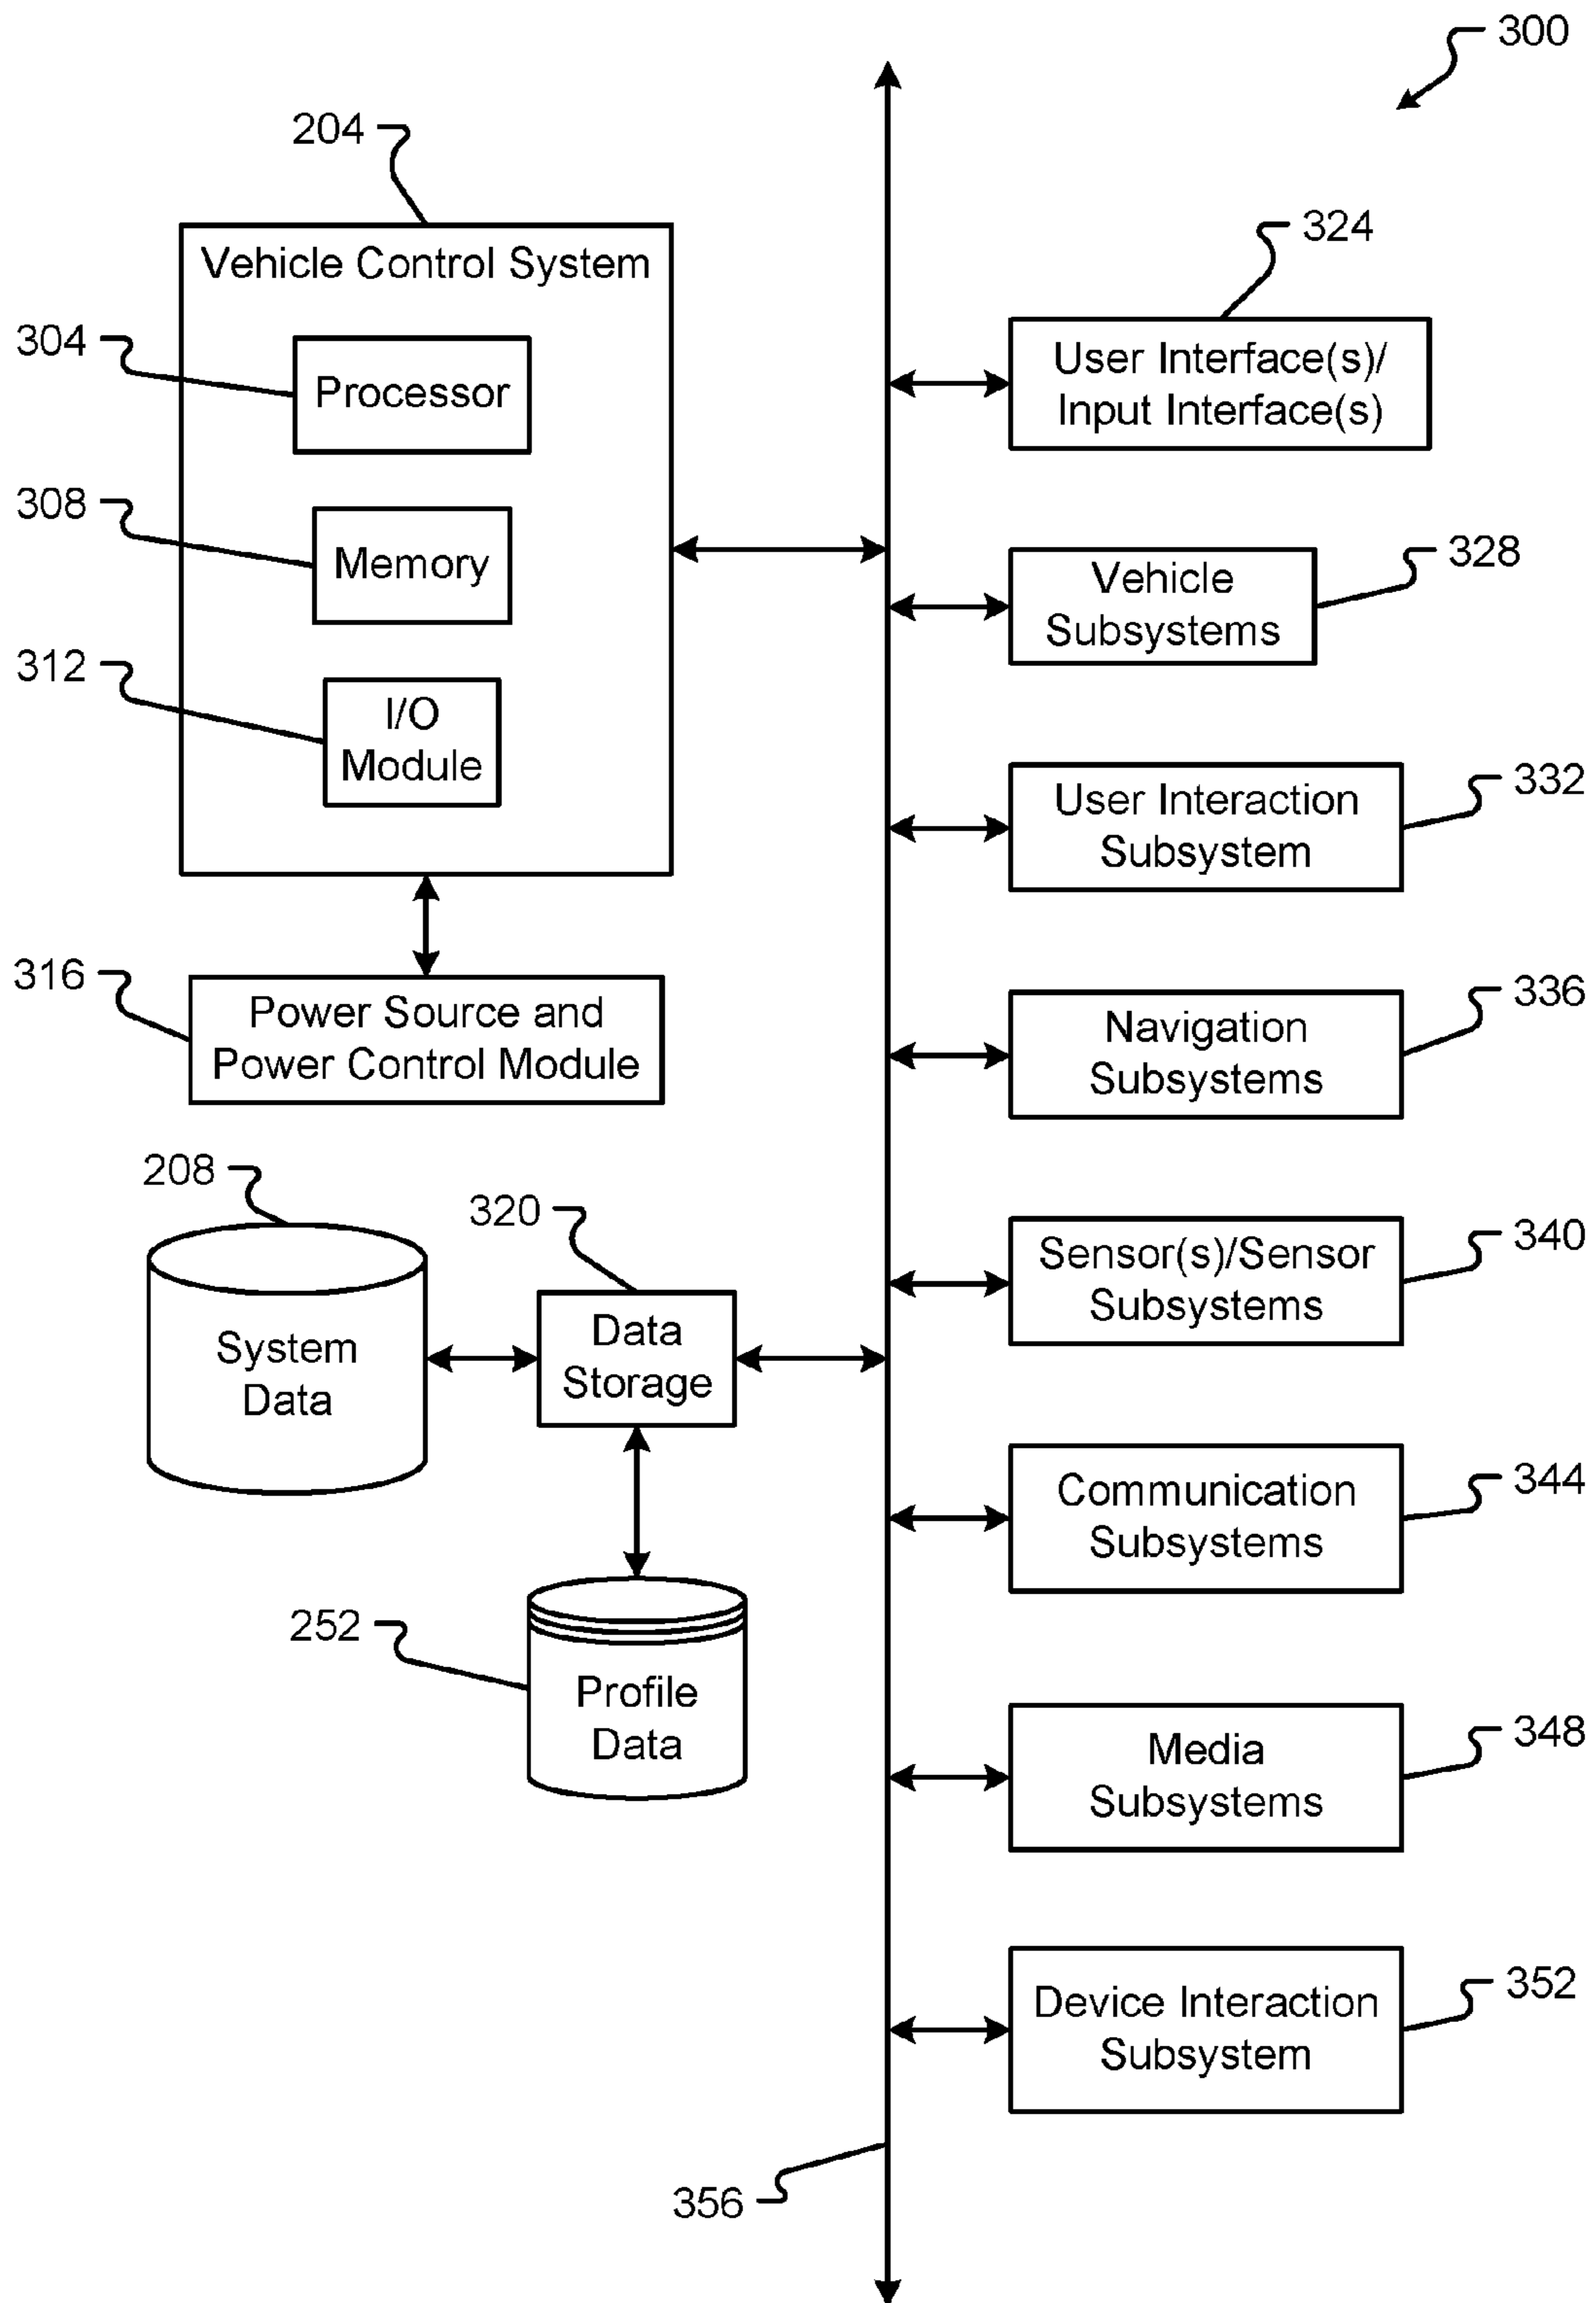 300
204
Vehicle Control System
304
Processor
308
Memory
312
I/O
Module
316
Power Source and
Power Control Module
208
System
Data
320
Data
Storage
252
Profile
Data
324
User Interface(s)/
Input Interface(s)
328
Vehicle
Subsystems
332
User Interaction
Subsystem
336
Navigation
Subsystems
340
Sensor(s)/Sensor
Subsystems
344
Communication
Subsystems
348
Media
Subsystems
352
Device Interaction
Subsystem
356